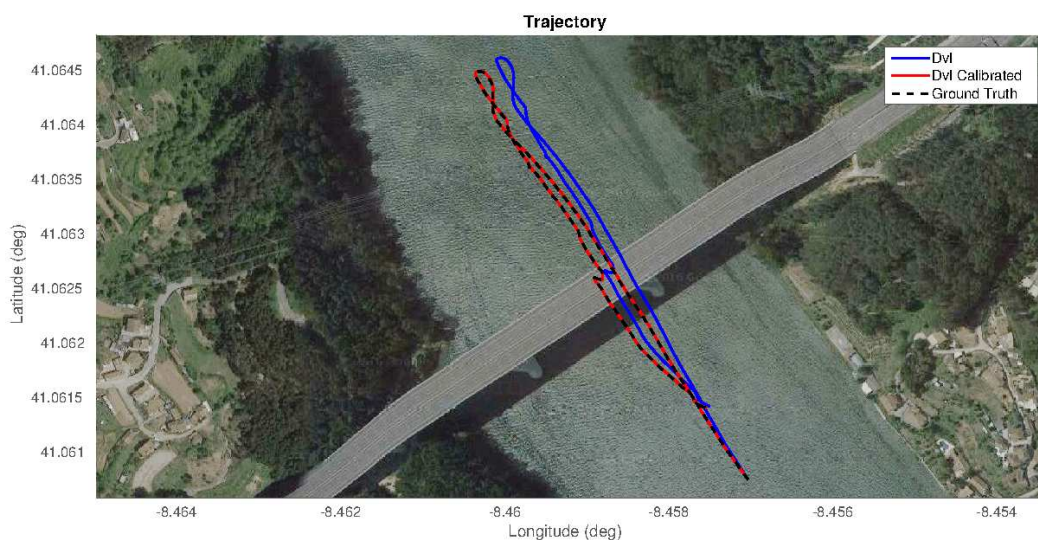 Trajectory
Dvl
Dvl Calibrated
Ground Truth
41.0645
41.064
41.0635
41.063
41.0625
41.062
41.0615
41.061
Latitude (deg)
-8.464 -8.462 -8.46 -8.458 -8.456 -8.454
Longitude (deg)